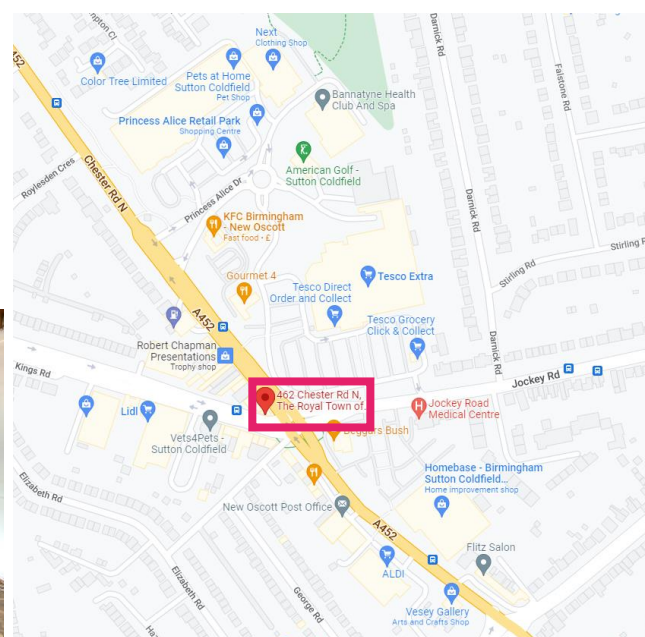 Next
Clothing Shop
Color Tree Limited
Pets at Home
Sutton Coldfield
Pet Shop
Bannatyne Health
Club And Spa
Darnick Rd
Falstone Rd
A452
Princess Alice Retail Park
Shopping Centre
Chester Rd N
Roylesden Cres
Princess Alice Dr
American Golf -
Sutton Coldfield
Darnick Rd
KFC Birmingham
- New Oscott
Fast food · £
Stirling Rd
Gourmet 4
Tesco Extra
Tesco Direct
Order and Collect
Tesco Grocery
Click & Collect
A452
Robert Chapman
Presentations
Trophy shop
Darnick Rd
Kings Rd
Jockey Rd
462 Chester Rd N,
The Royal Town of
Lidl
Jockey Road
Medical Centre
Vets4Pets -
Sutton Coldfield
Beggars Bush
Elizabeth Rd
Homebase - Birmingham
Sutton Coldfield...
Home improvement shop
New Oscott Post Office
A452
Flitz Salon
Elizabeth Rd
ALDI
George Rd
Vesey Gallery
Arts and Crafts Shop